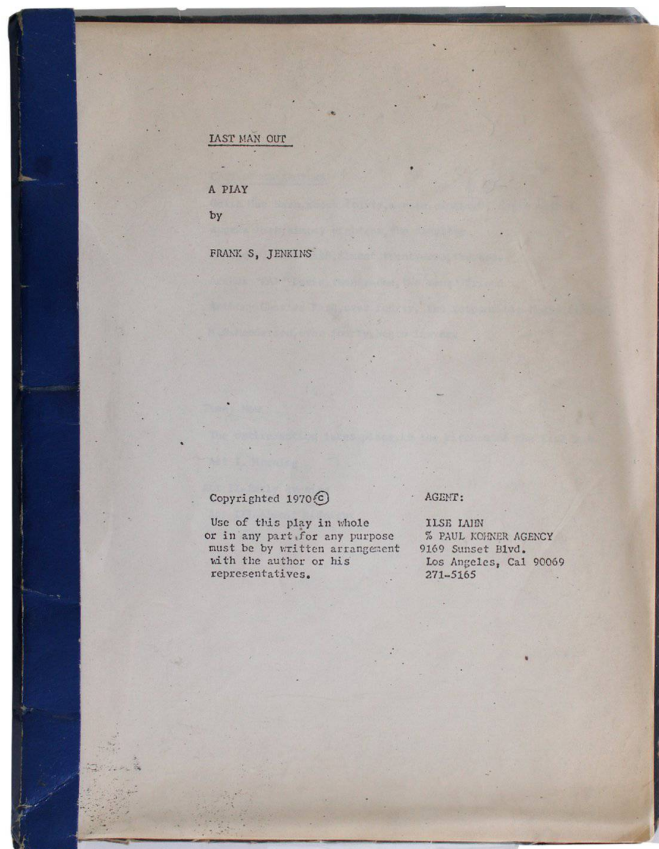 LAST MAN OUT
A PLAY
by
FRANK S, JENKINS
Copyrighted 1970 ©
Use of this play in whole
or in any part for any purpose
must be by written arrangement
with the author or his
representatives.
AGENT:
ILSE LAHN
% PAUL KOHNER AGENCY
9169 Sunset Blvd.
Los Angeles, Cal 90069
271-5165